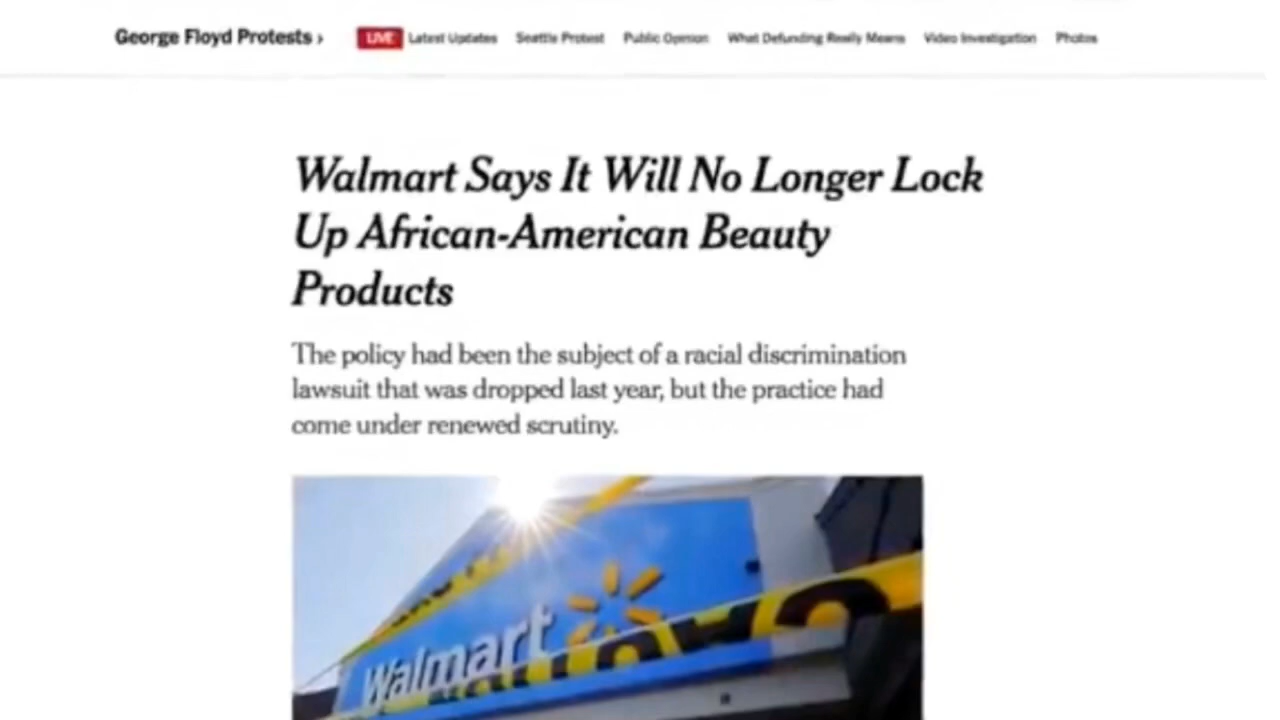 George Floyd Protests › LIVE Latest Updates Seattle Protest Public Opinion What Defunding Really Means Video Investigation Photos
Walmart Says It Will No Longer Lock
Up African-American Beauty
Products
The policy had been the subject of a racial discrimination
lawsuit that was dropped last year, but the practice had
come under renewed scrutiny.
Walmart